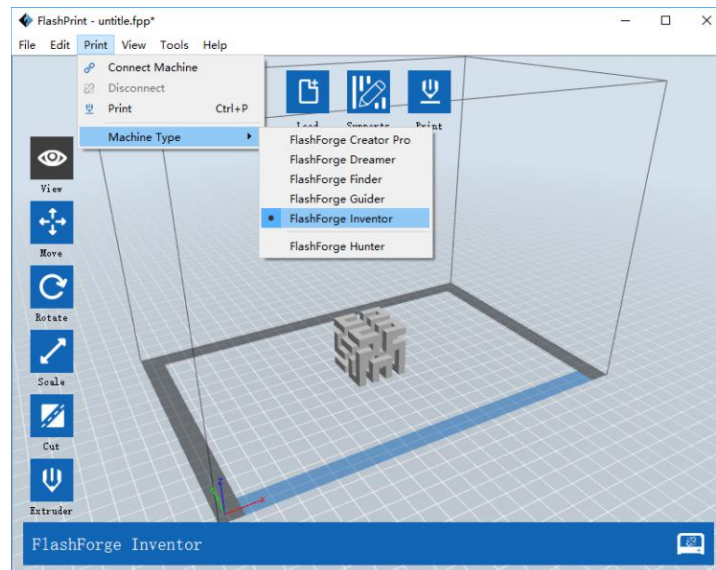 FlashPrint - untitle.fpp*
File Edit Print View Tools Help
Connect Machine
Disconnect
Print Ctrl+P
Machine Type
FlashForge Creator Pro
FlashForge Dreamer
FlashForge Finder
FlashForge Guider
FlashForge Inventor
FlashForge Hunter
Load Supports Print
View
Move
Rotate
Scale
Cut
Extruder
z
x
FlashForge Inventor